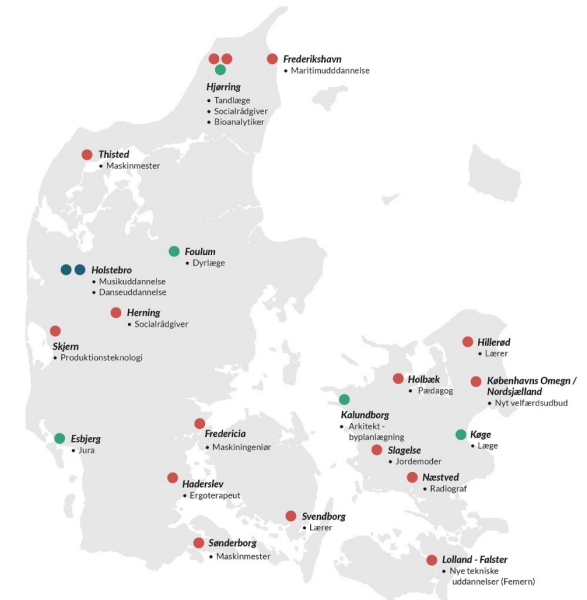 Frederikshavn
• Maritimudddannelse
Hjørring
• Tandlæge
• Socialrådgiver
• Bioanalytiker
Thisted
• Maskinmester
Foulum
• Dyrlæge
Holstebro
• Musikuddannelse
• Danseuddannelse
Herning
• Socialrådgiver
Skjern
• Produktionsteknologi
Hillerød
• Lærer
Holbæk
• Pædagog
Københavns Omegn /
Nordsjælland
• Nyt velfærdsudbud
Kalundborg
• Arkitekt -
byplanlægning
Fredericia
• Maskiningeniør
Esbjerg
• Jura
Køge
• Læge
Slagelse
• Jordemoder
Næstved
• Radiograf
Haderslev
• Ergoterapeut
Svendborg
• Lærer
Sønderborg
• Maskinmester
Lolland - Falster
• Nye tekniske
uddannelser (Femern)